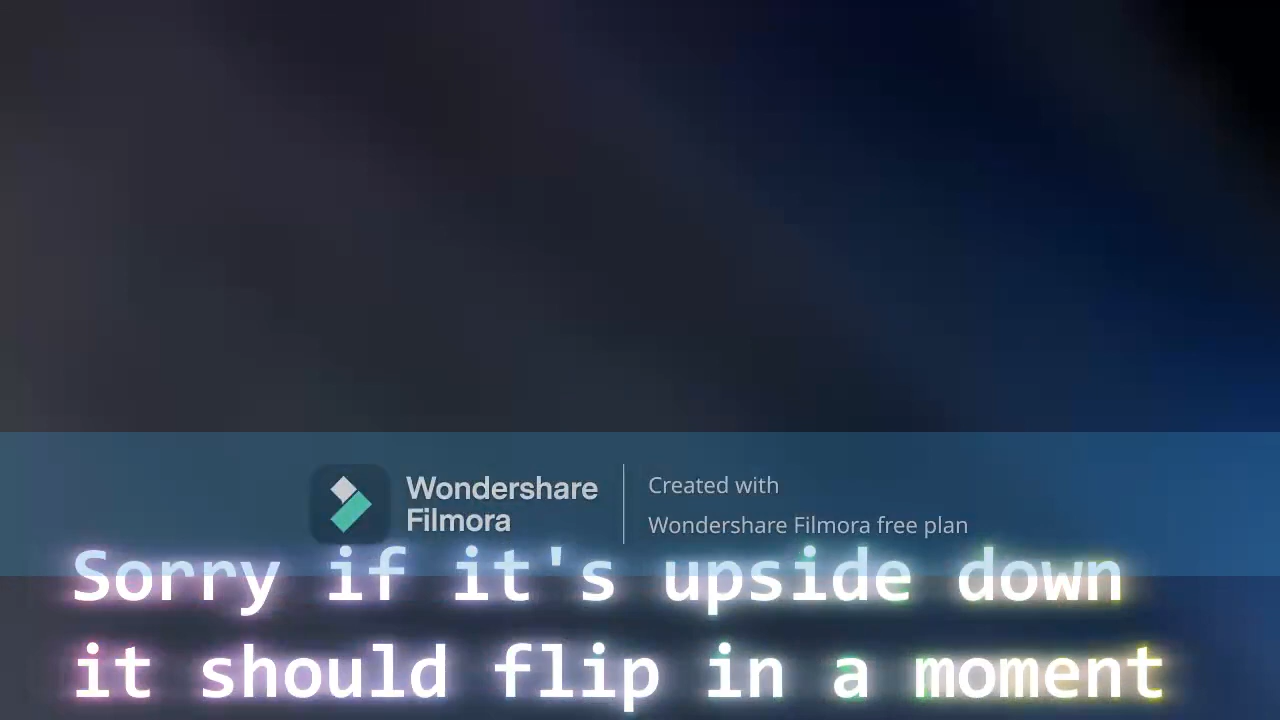 Wondershare
Filmora
Created with
Wondershare Filmora free plan
Sorry if it's upside down
it should flip in a moment